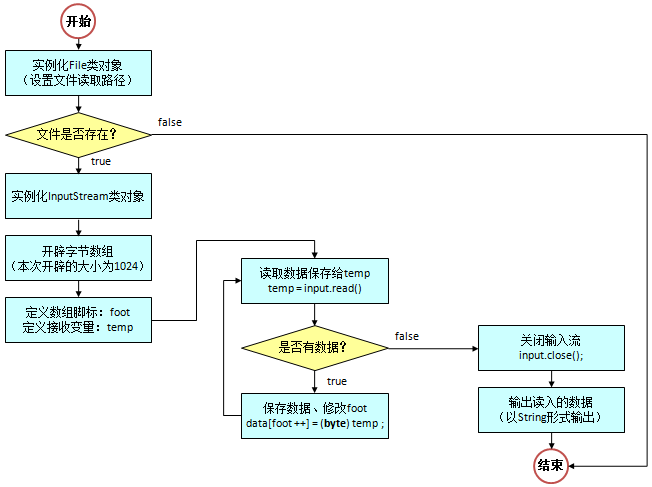 开始
实例化File类对象
（设置文件读取路径）
文件是否存在？
false
true
实例化InputStream类对象
开辟字节数组
（本次开辟的大小为1024）
定义数组脚标：foot
定义接收变量：temp
读取数据保存给temp
temp = input.read()
是否有数据？
false
true
保存数据、修改foot
data[foot ++] = (byte) temp ;
关闭输入流
input.close();
输出读入的数据
（以String形式输出）
结束